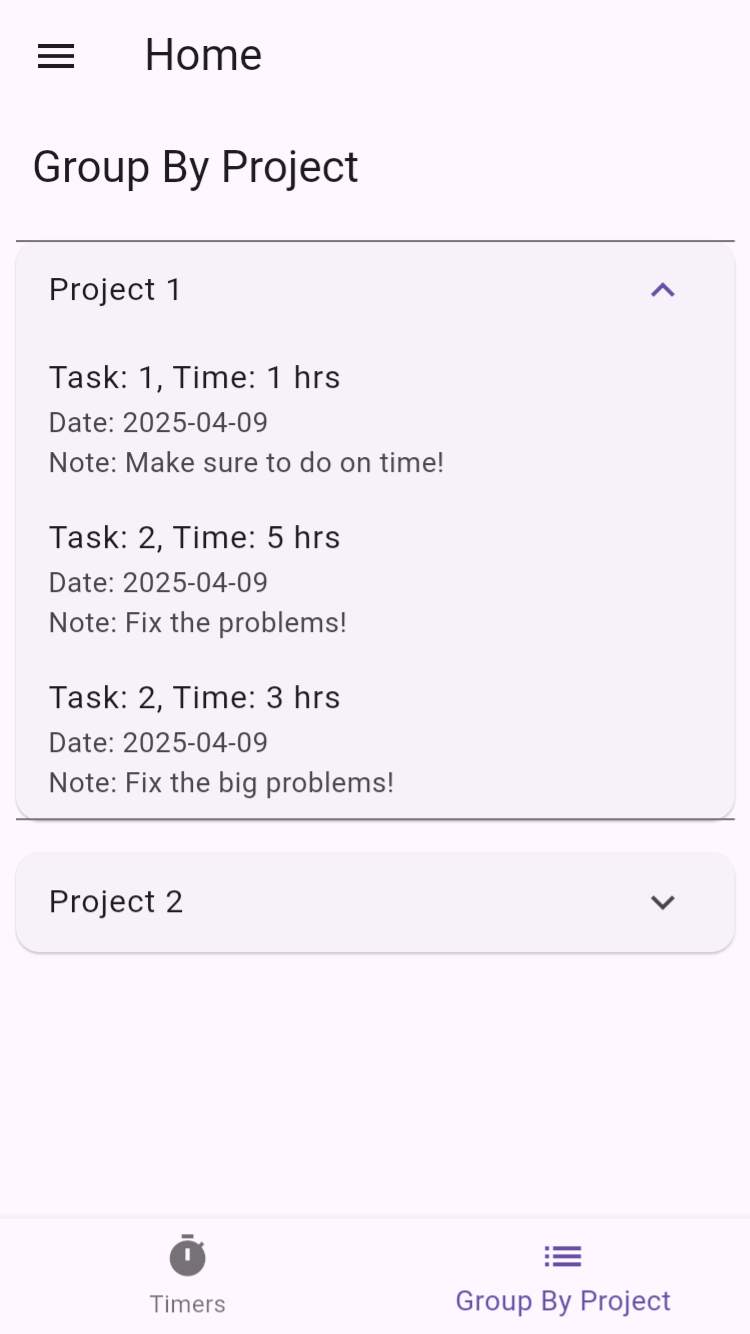 Home
Group By Project
Project 1
Task: 1, Time: 1 hrs
Date: 2025-04-09
Note: Make sure to do on time!
Task: 2, Time: 5 hrs
Date: 2025-04-09
Note: Fix the problems!
Task: 2, Time: 3 hrs
Date: 2025-04-09
Note: Fix the big problems!
Project 2
Timers
Group By Project